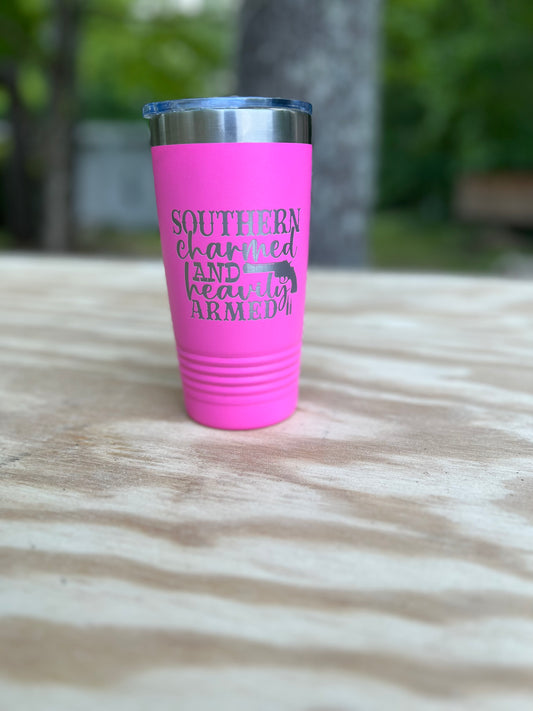 SOUTHERN
charmed
AND
heavily
ARMED